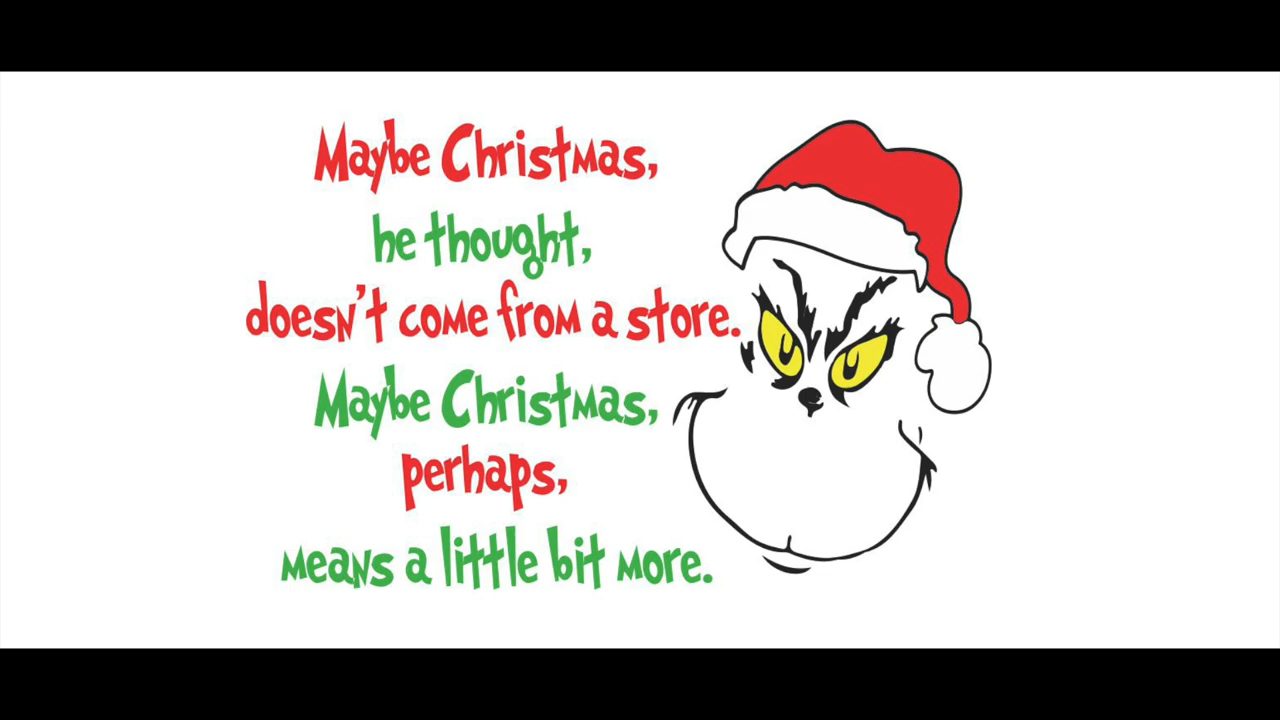 Maybe Christmas,
he thought,
doesn't come from a store.
Maybe Christmas,
perhaps,
means a little bit more.